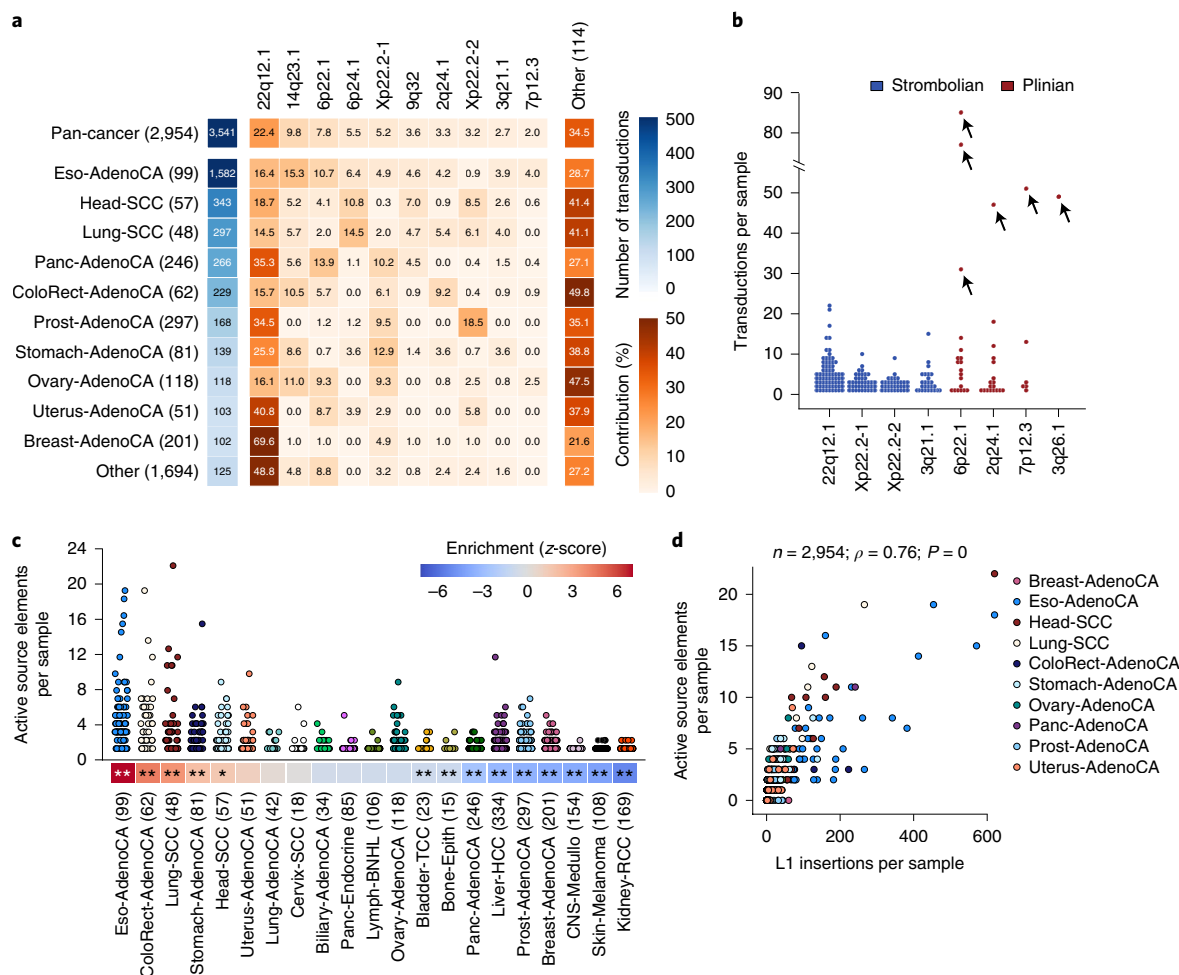 a
22q12.1
14q23.1
6p22.1
6p24.1
Xp22.2-1
9q32
2q24.1
Xp22.2-2
3q21.1
7p12.3
Other (114)
Pan-cancer (2,954) 3,541 22.4 9.8 7.8 5.5 5.2 3.6 3.3 3.2 2.7 2.0 34.5
Eso-AdenoCA (99) 1,582 16.4 15.3 10.7 6.4 4.9 4.6 4.2 0.9 3.9 4.0 28.7
Head-SCC (57) 343 18.7 5.2 4.1 10.8 0.3 7.0 0.9 8.5 2.6 0.6 41.4
Lung-SCC (48) 297 14.5 5.7 2.0 14.5 2.0 4.7 5.4 6.1 4.0 0.0 41.1
Panc-AdenoCA (246) 266 35.3 5.6 13.9 1.1 10.2 4.5 0.0 0.4 1.5 0.4 27.1
ColoRect-AdenoCA (62) 229 15.7 10.5 5.7 0.0 6.1 0.9 9.2 0.4 0.9 0.9 49.8
Prost-AdenoCA (297) 168 34.5 0.0 1.2 1.2 9.5 0.0 0.0 18.5 0.0 0.0 35.1
Stomach-AdenoCA (81) 139 25.9 8.6 0.7 3.6 12.9 1.4 3.6 0.7 3.6 0.0 38.8
Ovary-AdenoCA (118) 118 16.1 11.0 9.3 0.0 9.3 0.0 0.8 2.5 0.8 2.5 47.5
Uterus-AdenoCA (51) 103 40.8 0.0 8.7 3.9 2.9 0.0 0.0 5.8 0.0 0.0 37.9
Breast-AdenoCA (201) 102 69.6 1.0 1.0 0.0 4.9 1.0 1.0 1.0 0.0 0.0 21.6
Other (1,694) 125 48.8 4.8 8.8 0.0 3.2 0.8 2.4 2.4 1.6 0.0 27.2
500
400
300
200
100
0
Number of transductions
50
40
30
20
10
0
Contribution (%)
b
Strombolian Plinian
Transductions per sample
90
80
50
40
30
20
10
0
22q12.1
Xp22.2-1
Xp22.2-2
3q21.1
6p22.1
2q24.1
7p12.3
3q26.1
c
Enrichment (z-score)
−6 −3 0 3 6
Active source elements
per sample
24
20
16
12
8
4
0
** ** ** ** * ** ** ** ** ** ** ** ** **
Eso-AdenoCA (99)
ColoRect-AdenoCA (62)
Lung-SCC (48)
Stomach-AdenoCA (81)
Head-SCC (57)
Uterus-AdenoCA (51)
Lung-AdenoCA (42)
Cervix-SCC (18)
Biliary-AdenoCA (34)
Panc-Endocrine (85)
Lymph-BNHL (106)
Ovary-AdenoCA (118)
Bladder-TCC (23)
Bone-Epith (15)
Panc-AdenoCA (246)
Liver-HCC (334)
Prost-AdenoCA (297)
Breast-AdenoCA (201)
CNS-Medullo (154)
Skin-Melanoma (108)
Kidney-RCC (169)
d
n = 2,954; ρ = 0.76; P = 0
Active source elements
per sample
20
15
10
5
0
0 200 400 600
L1 insertions per sample
Breast-AdenoCA
Eso-AdenoCA
Head-SCC
Lung-SCC
ColoRect-AdenoCA
Stomach-AdenoCA
Ovary-AdenoCA
Panc-AdenoCA
Prost-AdenoCA
Uterus-AdenoCA